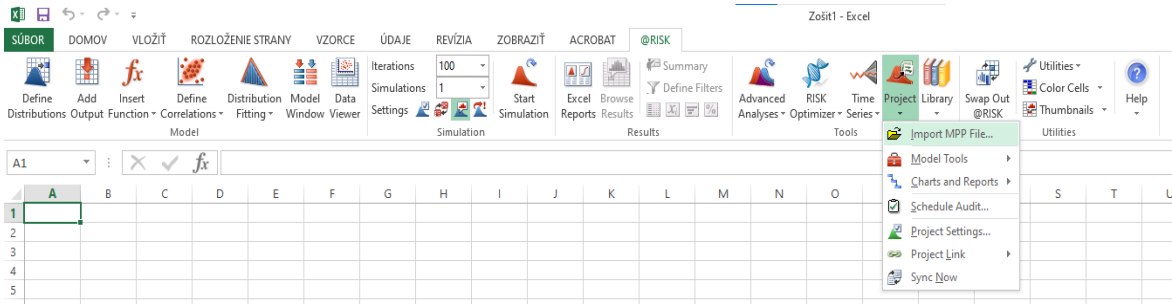 Zošit1 - Excel
SÚBOR DOMOV VLOŽIŤ ROZLOŽENIE STRANY VZORCE ÚDAJE REVÍZIA ZOBRAZIŤ ACROBAT @RISK
Define Distributions
Add Output
Insert Function
Define Correlations
Distribution Fitting
Model Window
Data Viewer
Model
Iterations 100
Simulations 1
Settings
Start Simulation
Simulation
Excel Reports
Browse Results
Summary
Define Filters
Results
Advanced Analyses
RISK Optimizer
Time Series
Project
Library
Tools
Swap Out @RISK
Utilities
Color Cells
Thumbnails
Help
Utilities
Import MPP File...
Model Tools
Charts and Reports
Schedule Audit...
Project Settings...
Project Link
Sync Now
A1
fx
A B C D E F G H I J K L M N O S T U
1
2
3
4
5